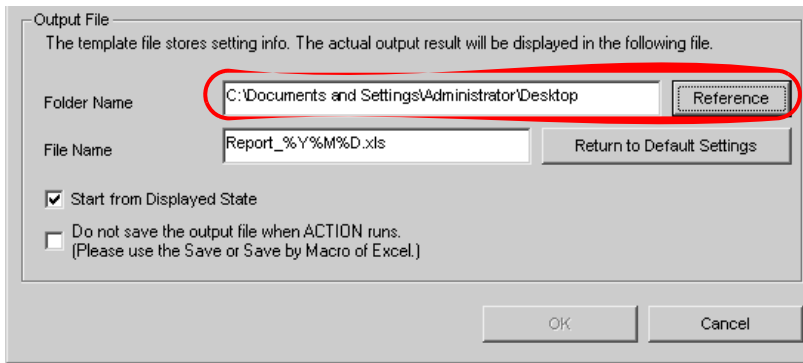 Output File
The template file stores setting info. The actual output result will be displayed in the following file.
Folder Name C:\Documents and Settings\Administrator\Desktop Reference
File Name Report_%Y%M%D.xls Return to Default Settings
Start from Displayed State
Do not save the output file when ACTION runs.
(Please use the Save or Save by Macro of Excel.)
OK Cancel